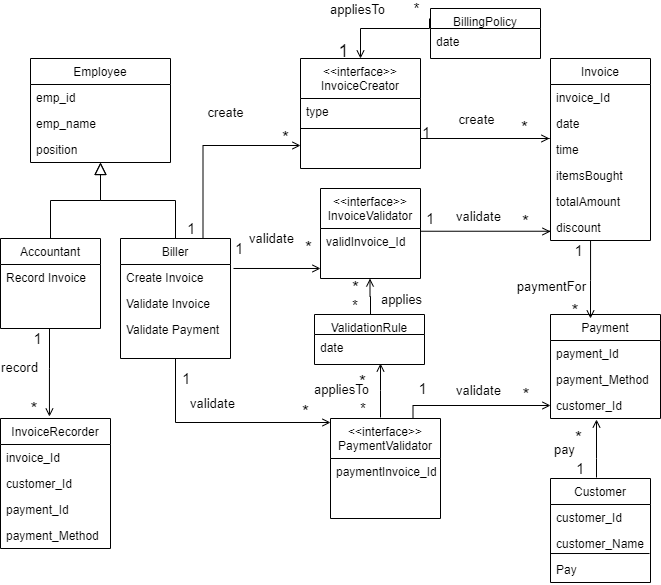 appliesTo
*
BillingPolicy
date
1
Employee
emp_id
emp_name
position
<<interface>>
InvoiceCreator
type
Invoice
invoice_Id
date
time
itemsBought
totalAmount
discount
create
*
1
create
*
<<interface>>
InvoiceValidator
validInvoice_Id
1
validate
*
1
1
validate
*
Accountant
Record Invoice
Biller
Create Invoice
Validate Invoice
Validate Payment
1
paymentFor
*
*
*
applies
ValidationRule
date
Payment
payment_Id
payment_Method
customer_Id
1
record
*
1
validate
*
appliesTo
*
*
1
validate
*
<<interface>>
PaymentValidator
paymentInvoice_Id
InvoiceRecorder
invoice_Id
customer_Id
payment_Id
payment_Method
*
pay
1
Customer
customer_Id
customer_Name
Pay